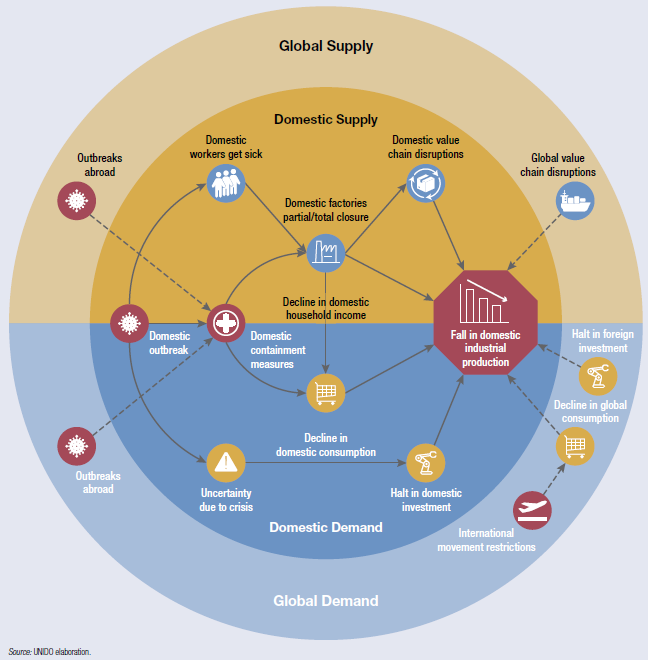 Global Supply
Domestic Supply
Outbreaks
abroad
Domestic
workers get sick
Domestic value
chain disruptions
Global value
chain disruptions
Domestic factories
partial/total closure
Decline in domestic
household income
Domestic
outbreak
Domestic
containment
measures
Fall in domestic
industrial
production
Halt in foreign
investment
Decline in global
consumption
Outbreaks
abroad
Decline in
domestic consumption
Uncertainty
due to crisis
Halt in domestic
investment
International
movement restrictions
Domestic Demand
Global Demand
Source: UNIDO elaboration.